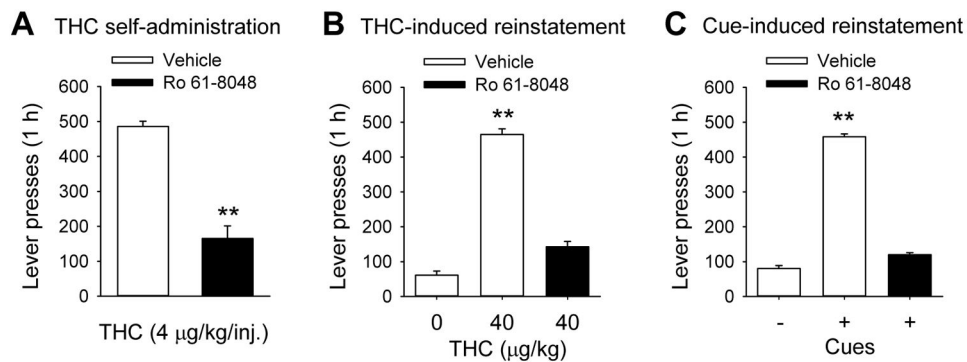 A THC self-administration
Vehicle
Ro 61-8048
Lever presses (1 h)
600
500
400
300
200
100
0
**
THC (4 μg/kg/inj.)
B THC-induced reinstatement
Vehicle
Ro 61-8048
Lever presses (1 h)
600
500
400
300
200
100
0
**
0 40 40
THC (μg/kg)
C Cue-induced reinstatement
Vehicle
Ro 61-8048
Lever presses (1 h)
600
500
400
300
200
100
0
**
- + +
Cues